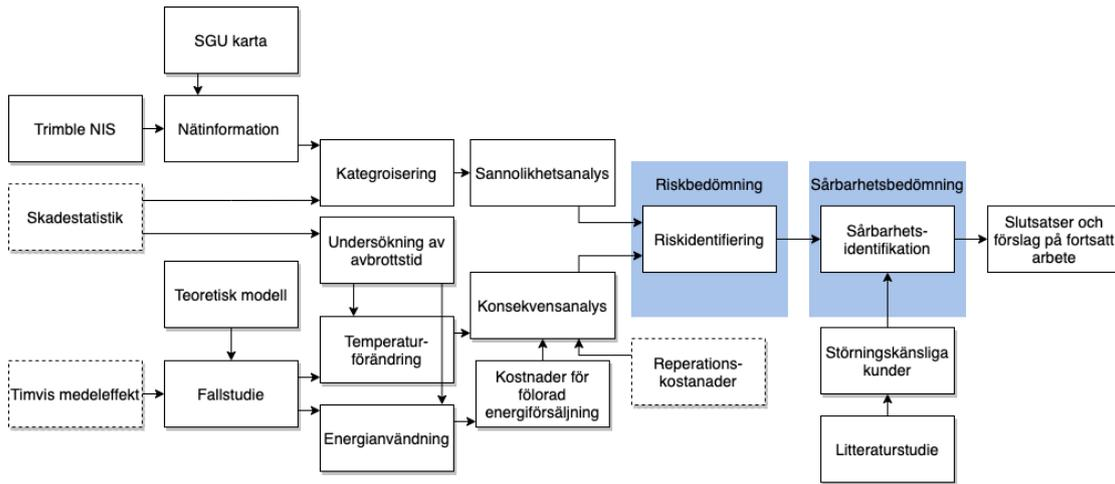 SGU karta
Trimble NIS
Nätinformation
Kategroisering
Sannolikhetsanalys
Riskbedömning
Sårbarhetsbedömning
Skadestatistik
Riskidentifiering
Sårbarhets-
identifikation
Slutsatser och
förslag på fortsatt
arbete
Undersökning av
avbrottstid
Teoretisk modell
Konsekvensanalys
Temperatur-
förändring
Störningskänsliga
kunder
Reperations-
kostanader
Timvis medeleffekt
Fallstudie
Kostnader för
fölorad
energiförsäljning
Energianvändning
Litteraturstudie